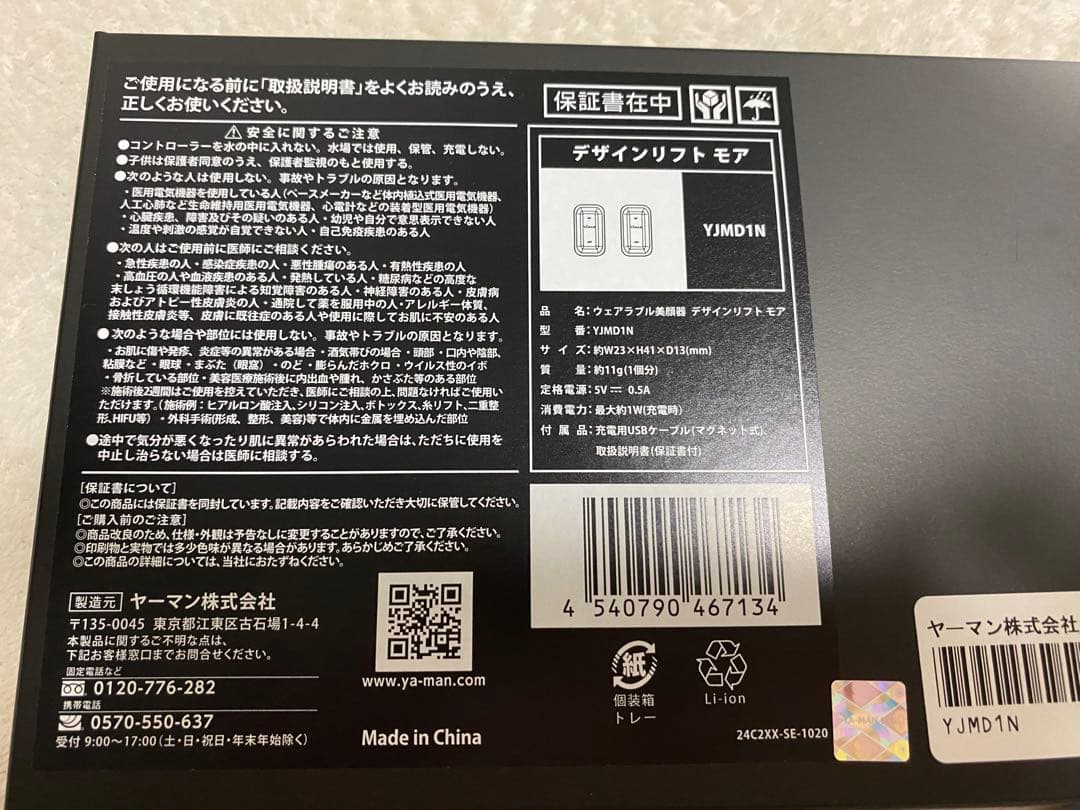 ご使用になる前に「取扱説明書」をよくお読みのうえ、
正しくお使いください。
⚠ 安全に関するご注意
●コントローラーを水の中に入れない。水場では使用、保管、充電しない。
●子供は保護者同意のうえ、保護者監視のもと使用する。
●次のような人は使用しない。事故やトラブルの原因となります。
・医用電気機器を使用している人(ペースメーカーなど体内植込式医用電気機器、
人工心肺など生命維持用医用電気機器、心電計などの装着型医用電気機器)
・心臓疾患、障害及びその疑いのある人・幼児や自分で意思表示できない人
・温度や刺激の感覚が自覚できない人・自己免疫疾患のある人
●次の人はご使用前に医師にご相談ください。
・急性疾患の人・感染症疾患の人・悪性腫瘍のある人・有熱性疾患の人
・高血圧の人や血液疾患のある人・発熱している人・糖尿病などの高度な
末しょう循環機能障害による知覚障害のある人・神経障害のある人・皮膚病
およびアトピー性皮膚炎の人・通院して薬を服用中の人・アレルギー体質、
接触性皮膚炎等、皮膚に既往症のある人や使用に際してお肌に不安のある人
●次のような場合や部位には使用しない。事故やトラブルの原因となります。
・お肌に傷や発疹、炎症等の異常がある場合・酒気帯びの場合・頭部・口内や陰部、
粘膜など・眼球・まぶた(眼窩)・のど・膨らんだホクロ・ウイルス性のイボ
・骨折している部位・美容医療施術後に内出血や腫れ、かさぶた等のある部位
※施術後2週間はご使用を控えていただき、医師にご相談の上、問題なければご使用い
ただけます。(施術例：ヒアルロン酸注入、シリコン注入、ボトックス、糸リフト、二重整
形、HIFU等)・外科手術(形成、整形、美容)等で体内に金属を埋め込んだ部位
●途中で気分が悪くなったり肌に異常があらわれた場合は、ただちに使用を
中止し治らない場合は医師に相談する。
[保証書について]
◎この商品には保証書を同封しています。記載内容をご確認いただき大切に保管してください。
[ご購入前のご注意]
◎商品改良のため、仕様・外観は予告なしに変更することがありますので、ご了承ください。
◎印刷物と実物では多少色味が異なる場合があります。あらかじめご了承ください。
◎この商品の詳細については、当社におたずねください。
製造元 ヤーマン株式会社
〒135-0045 東京都江東区古石場1-4-4
本製品に関するご不明な点は、
下記お客様窓口までお問合せください。
固定電話など
0120-776-282
携帯電話
0570-550-637
受付 9:00〜17:00(土・日・祝日・年末年始除く)
www.ya-man.com
Made in China
保証書在中
デザインリフト モア
YJMD1N
品 名：ウェアラブル美顔器 デザインリフト モア
型 番：YJMD1N
サイズ：約W23×H41×D13(mm)
質 量：約11g(1個分)
定格電源：5V⎓0.5A
消費電力：最大約1W(充電時)
付属品：充電用USBケーブル(マグネット式)、
取扱説明書(保証書付)
4 540790 467134
紙
個装箱
トレー
Li-ion
24C2XX-SE-1020
YA-MAN
ヤーマン株式会社
YJMD1N